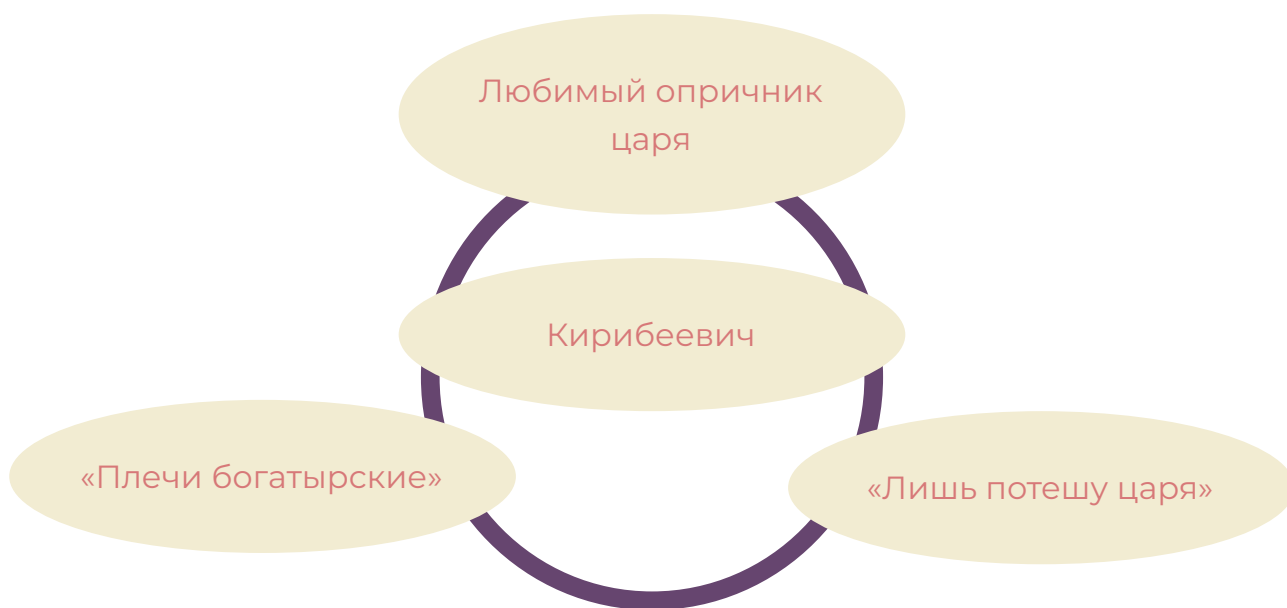 Любимый опричник
царя
Кирибеевич
«Плечи богатырские»
«Лишь потешу царя»